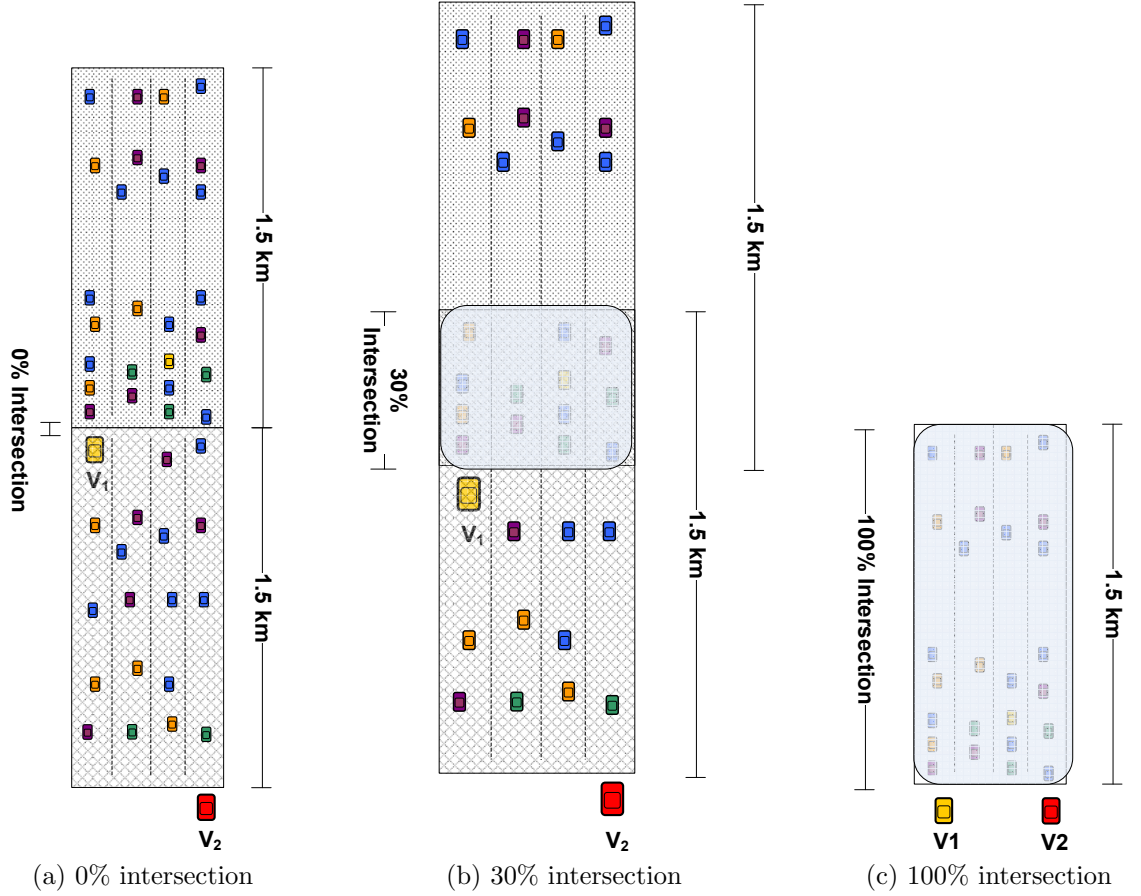 0% Intersection
1.5 km
1.5 km
V₁
V₂
(a) 0% intersection
30%
Intersection
1.5 km
1.5 km
V₁
V₂
(b) 30% intersection
100% Intersection
1.5 km
V1
V2
(c) 100% intersection